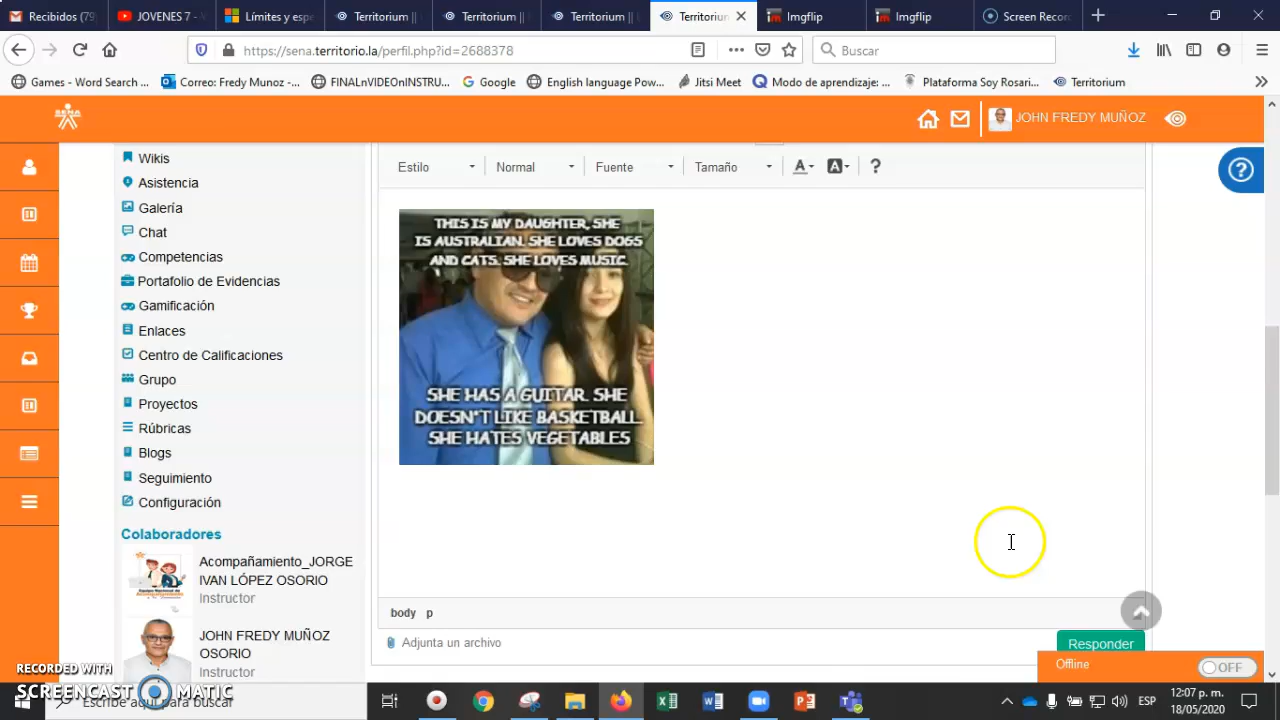 Recibidos (79
JOVENES 7 -
Límites y espe
Territorium ||
Territorium ||
Territorium ||
Territoriun
Imgflip
Imgflip
Screen Recor
https://sena.territorio.la/perfil.php?id=2688378
Buscar
Games - Word Search ...
Correo: Fredy Munoz -...
FINALnVIDEOnINSTRU...
Google
English language Pow...
Jitsi Meet
Modo de aprendizaje: ...
Plataforma Soy Rosari...
Territorium
SENA
JOHN FREDY MUÑOZ
Wikis
Asistencia
Galería
Chat
Competencias
Portafolio de Evidencias
Gamificación
Enlaces
Centro de Calificaciones
Grupo
Proyectos
Rúbricas
Blogs
Seguimiento
Configuración
Colaboradores
Acompañamiento_JORGE
IVAN LÓPEZ OSORIO
Instructor
JOHN FREDY MUÑOZ
OSORIO
Instructor
Estilo
Normal
Fuente
Tamaño
A
A
?
THIS IS MY DAUGHTER, SHE
IS AUSTRALIAN. SHE LOVES DOGS
AND CATS. SHE LOVES MUSIC.
SHE HAS A GUITAR. SHE
DOESN'T LIKE BASKETBALL.
SHE HATES VEGETABLES
body p
Adjunta un archivo
Responder
Offline
OFF
RECORDED WITH
SCREENCAST MATIC
Escribe aquí para buscar
ESP
12:07 p. m.
18/05/2020